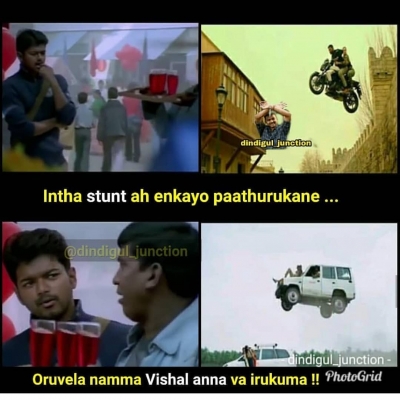 dindigul_junction
Intha stunt ah enkayo paathurukane ...
@dindigul_junction
dindigul_junction -
Oruvela namma Vishal anna va irukuma !! PhotoGrid